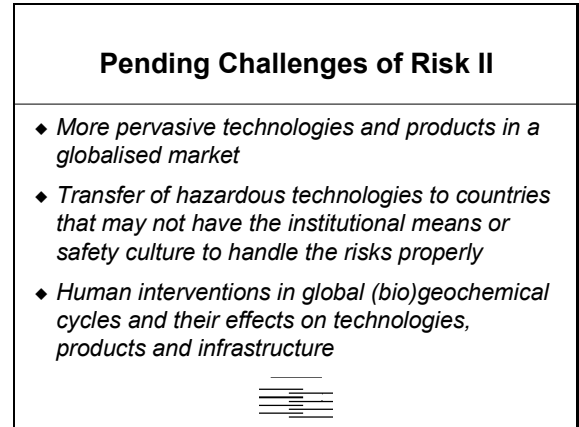 Pending Challenges of Risk II
◆ More pervasive technologies and products in a
globalised market
◆ Transfer of hazardous technologies to countries
that may not have the institutional means or
safety culture to handle the risks properly
◆ Human interventions in global (bio)geochemical
cycles and their effects on technologies,
products and infrastructure